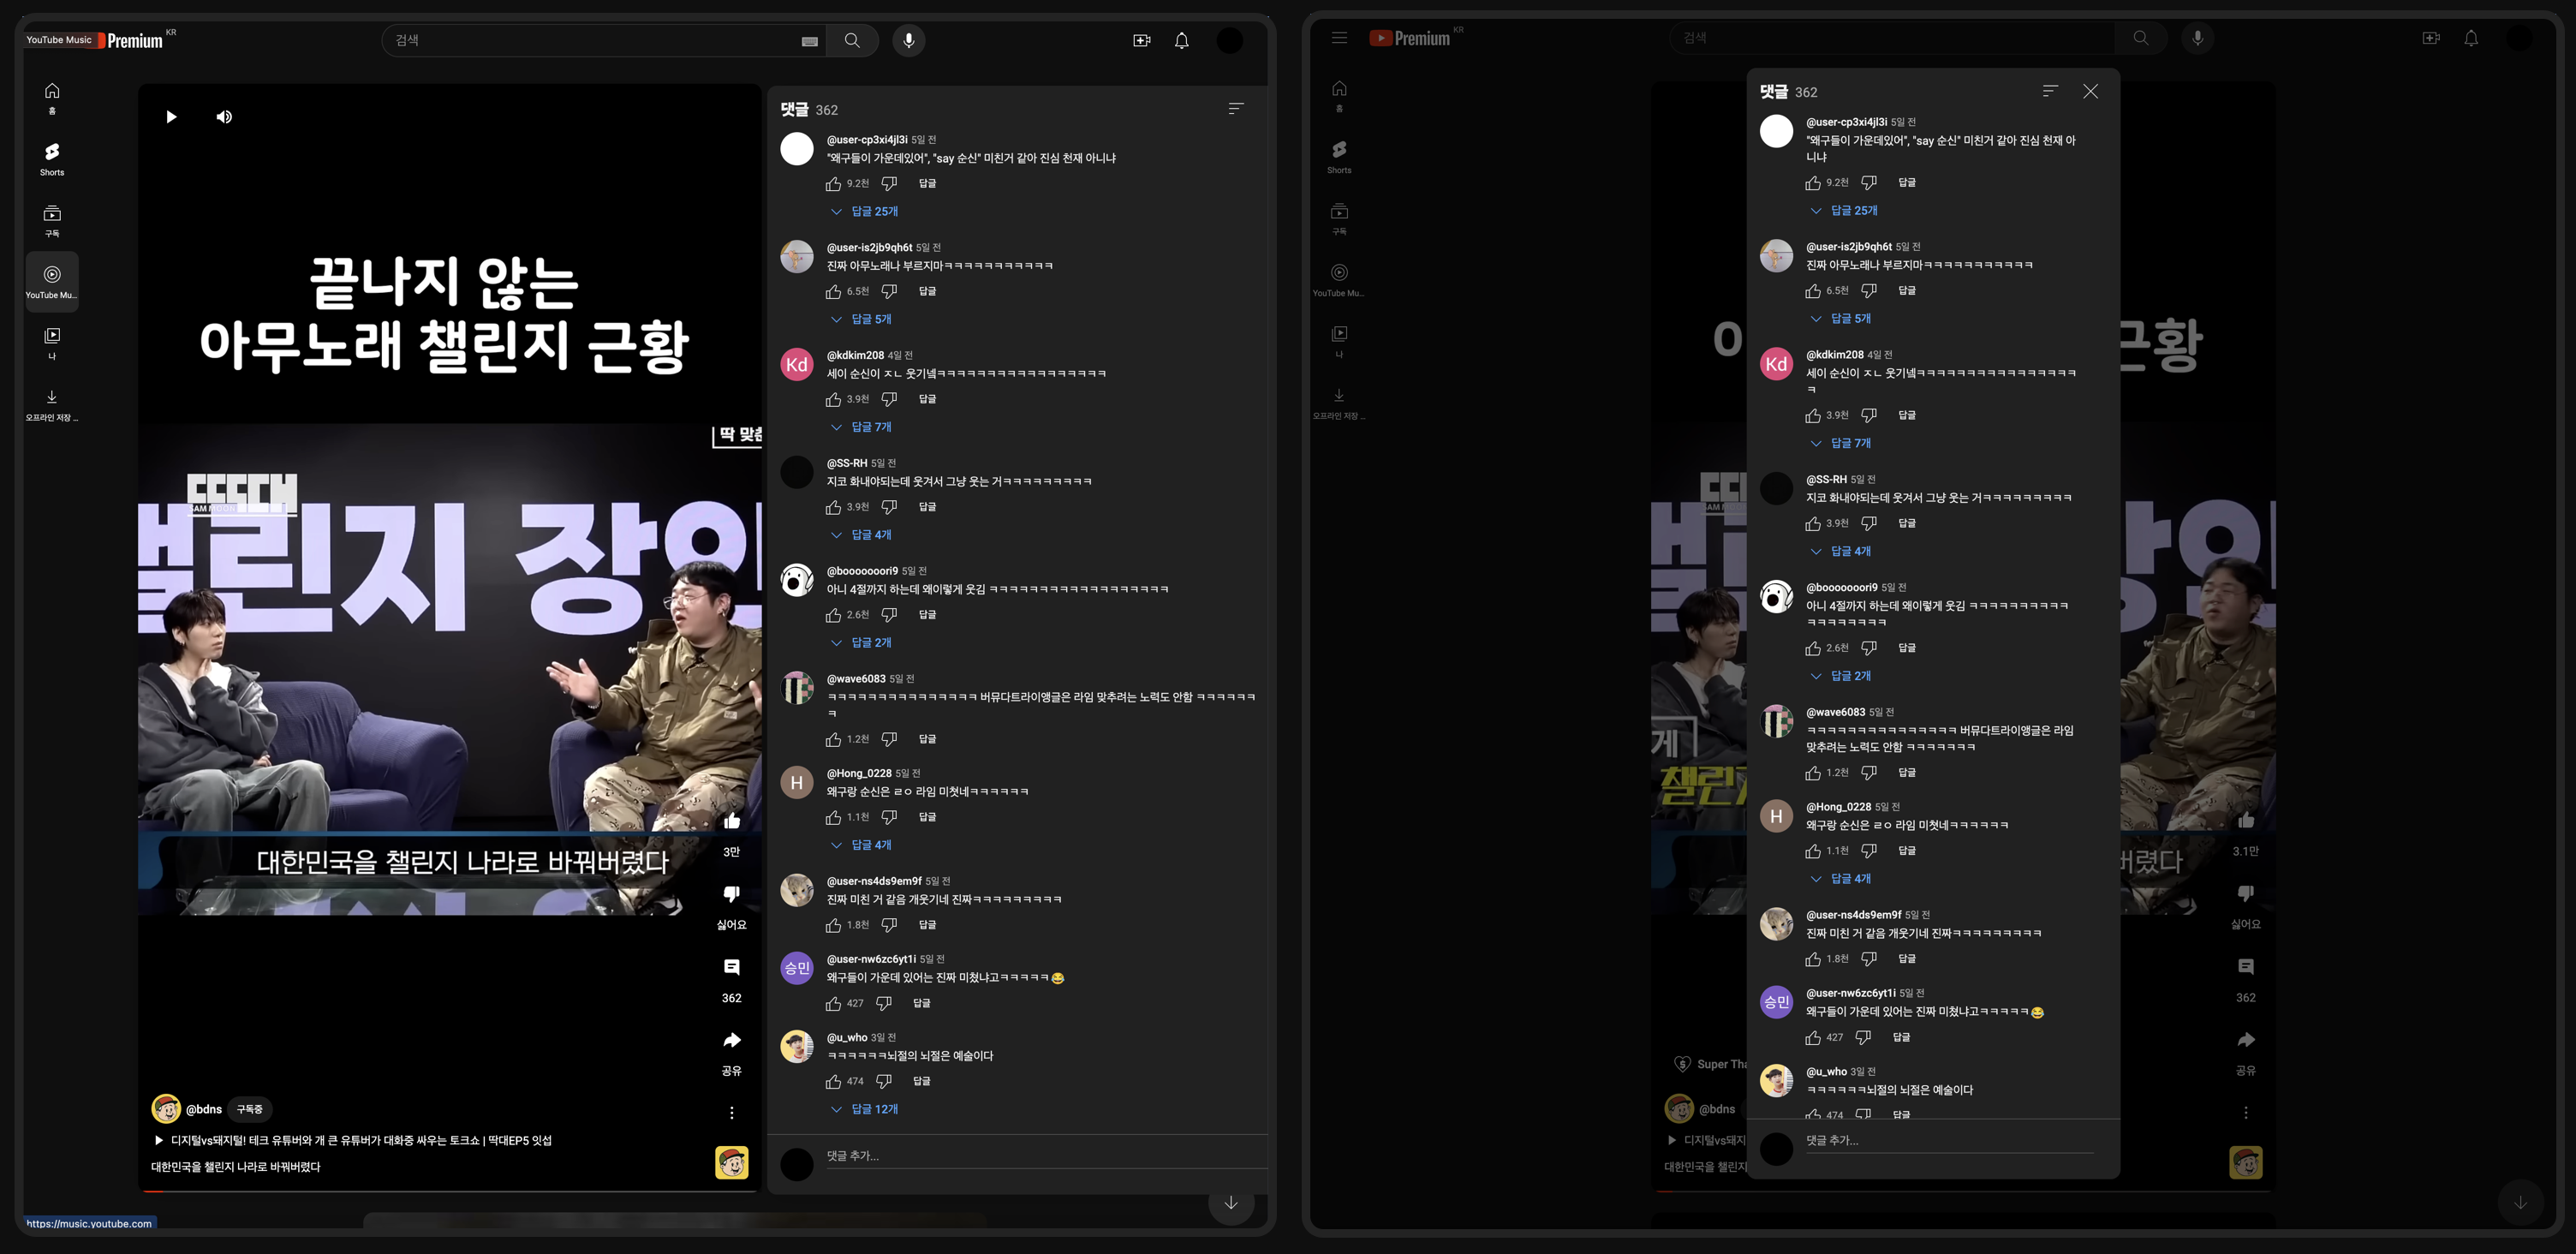 YouTube Music
Premium KR
검색
홈
Shorts
구독
YouTube Mu...
나
오프라인 저장 ...
끝나지 않는
아무노래 챌린지 근황
딱 맞춘
SAM MOON
챌린지 장인
대한민국을 챌린지 나라로 바꿔버렸다
3만
싫어요
362
공유
@bdns 구독중
▶ 디지털vs돼지털! 테크 유튜버와 개 큰 유튜버가 대화중 싸우는 토크쇼 | 딱대EP5 잇섭
대한민국을 챌린지 나라로 바꿔버렸다
https://music.youtube.com
댓글 362
@user-cp3xi4jl3i 5일 전
"왜구들이 가운데있어", "say 순신" 미친거 같아 진심 천재 아니냐
9.2천 답글
답글 25개
@user-is2jb9qh6t 5일 전
진짜 아무노래나 부르지마ㅋㅋㅋㅋㅋㅋㅋㅋㅋㅋㅋ
6.5천 답글
답글 5개
@kdkim208 4일 전
Kd
세이 순신이 ㅈㄴ 웃기넼ㅋㅋㅋㅋㅋㅋㅋㅋㅋㅋㅋㅋㅋㅋㅋㅋ
3.9천 답글
답글 7개
@SS-RH 5일 전
지코 화내야되는데 웃겨서 그냥 웃는 거ㅋㅋㅋㅋㅋㅋㅋㅋㅋ
3.9천 답글
답글 4개
@booooooori9 5일 전
아니 4절까지 하는데 왜이렇게 웃김 ㅋㅋㅋㅋㅋㅋㅋㅋㅋㅋㅋㅋㅋㅋㅋㅋㅋㅋ
2.6천 답글
답글 2개
@wave6083 5일 전
ㅋㅋㅋㅋㅋㅋㅋㅋㅋㅋㅋㅋㅋㅋㅋ 버뮤다트라이앵글은 라임 맞추려는 노력도 안함 ㅋㅋㅋㅋㅋㅋ
ㅋ
1.2천 답글
@Hong_0228 5일 전
H
왜구랑 순신은 ㄹㅇ 라임 미쳣네ㅋㅋㅋㅋㅋㅋ
1.1천 답글
답글 4개
@user-ns4ds9em9f 5일 전
진짜 미친 거 같음 개웃기네 진짜ㅋㅋㅋㅋㅋㅋㅋㅋㅋ
1.8천 답글
@user-nw6zc6yt1i 5일 전
승민
왜구들이 가운데 있어는 진짜 미쳤냐고ㅋㅋㅋㅋㅋ😂
427 답글
@u_who 3일 전
ㅋㅋㅋㅋㅋㅋ뇌절의 뇌절은 예술이다
474 답글
답글 12개
댓글 추가...
Premium KR
검색
홈
Shorts
구독
YouTube Mu...
나
오프라인 저장 ...
아
근황
SAM MO
게
챌린지
버렸다
3.1만
싫어요
362
공유
Super Tha
@bdns
▶ 디지털vs돼지
대한민국을 챌린지
댓글 362
@user-cp3xi4jl3i 5일 전
"왜구들이 가운데있어", "say 순신" 미친거 같아 진심 천재 아
니냐
9.2천 답글
답글 25개
@user-is2jb9qh6t 5일 전
진짜 아무노래나 부르지마ㅋㅋㅋㅋㅋㅋㅋㅋㅋㅋㅋ
6.5천 답글
답글 5개
@kdkim208 4일 전
Kd
세이 순신이 ㅈㄴ 웃기넼ㅋㅋㅋㅋㅋㅋㅋㅋㅋㅋㅋㅋㅋㅋㅋ
ㅋ
3.9천 답글
답글 7개
@SS-RH 5일 전
지코 화내야되는데 웃겨서 그냥 웃는 거ㅋㅋㅋㅋㅋㅋㅋㅋㅋ
3.9천 답글
답글 4개
@booooooori9 5일 전
아니 4절까지 하는데 왜이렇게 웃김 ㅋㅋㅋㅋㅋㅋㅋㅋㅋㅋ
ㅋㅋㅋㅋㅋㅋㅋㅋ
2.6천 답글
답글 2개
@wave6083 5일 전
ㅋㅋㅋㅋㅋㅋㅋㅋㅋㅋㅋㅋㅋㅋㅋ 버뮤다트라이앵글은 라임
맞추려는 노력도 안함 ㅋㅋㅋㅋㅋㅋㅋ
1.2천 답글
@Hong_0228 5일 전
H
왜구랑 순신은 ㄹㅇ 라임 미쳣네ㅋㅋㅋㅋㅋㅋ
1.1천 답글
답글 4개
@user-ns4ds9em9f 5일 전
진짜 미친 거 같음 개웃기네 진짜ㅋㅋㅋㅋㅋㅋㅋㅋㅋ
1.8천 답글
@user-nw6zc6yt1i 5일 전
승민
왜구들이 가운데 있어는 진짜 미쳤냐고ㅋㅋㅋㅋㅋ😂
427 답글
@u_who 3일 전
ㅋㅋㅋㅋㅋㅋ뇌절의 뇌절은 예술이다
474 답글
댓글 추가...